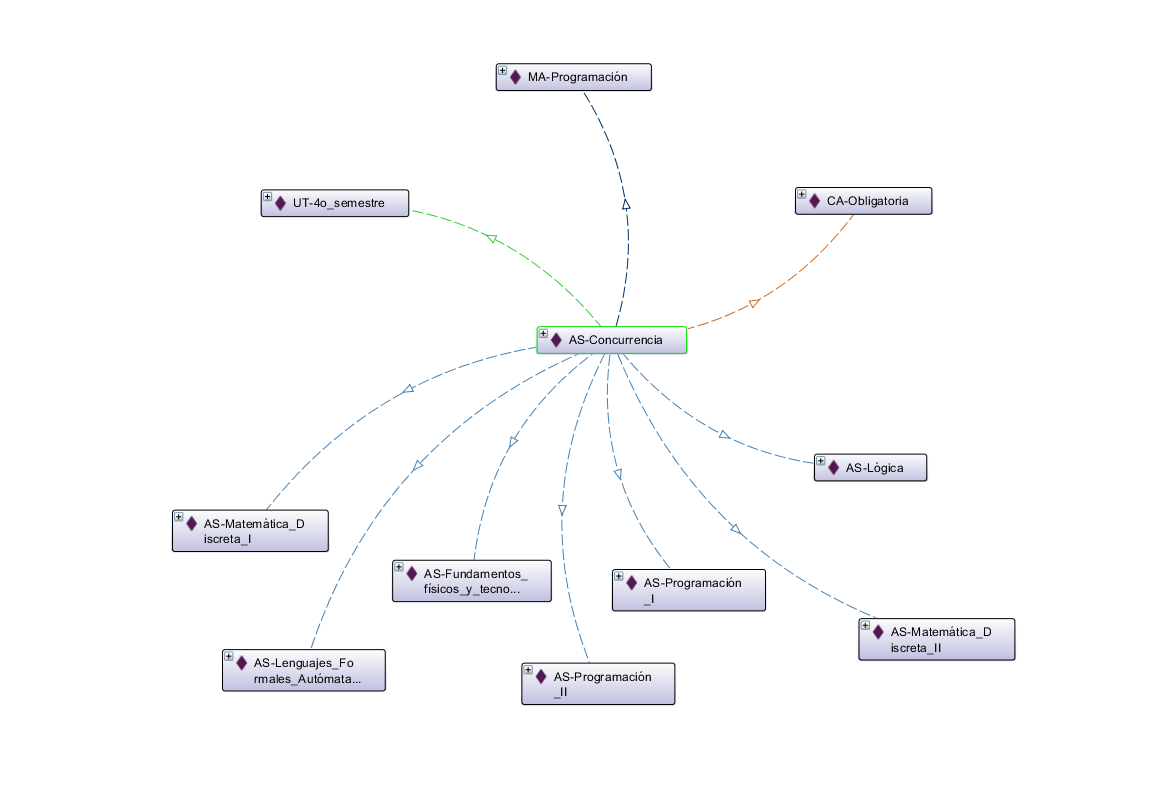 MA-Programación
UT-4o_semestre
CA-Obligatoria
AS-Concurrencia
AS-Lógica
AS-Matemática_D
iscreta_I
AS-Fundamentos_
físicos_y_tecno...
AS-Programación
_I
AS-Matemática_D
iscreta_II
AS-Lenguajes_Fo
rmales_Autómata...
AS-Programación
_II